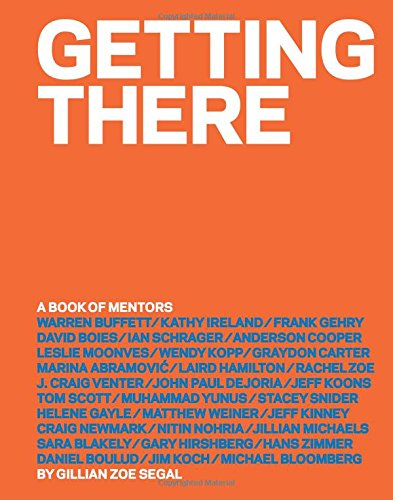 GETTING
THERE
A BOOK OF MENTORS
WARREN BUFFETT/KATHY IRELAND/FRANK GEHRY
DAVID BOIES/IAN SCHRAGER/ANDERSON COOPER
LESLIE MOONVES/WENDY KOPP/GRAYDON CARTER
MARINA ABRAMOVIĆ/LAIRD HAMILTON/RACHEL ZOE
J. CRAIG VENTER/JOHN PAUL DEJORIA/JEFF KOONS
TOM SCOTT/MUHAMMAD YUNUS/STACEY SNIDER
HELENE GAYLE/MATTHEW WEINER/JEFF KINNEY
CRAIG NEWMARK/NITIN NOHRIA/JILLIAN MICHAELS
SARA BLAKELY/GARY HIRSHBERG/HANS ZIMMER
DANIEL BOULUD/JIM KOCH/MICHAEL BLOOMBERG
BY GILLIAN ZOE SEGAL